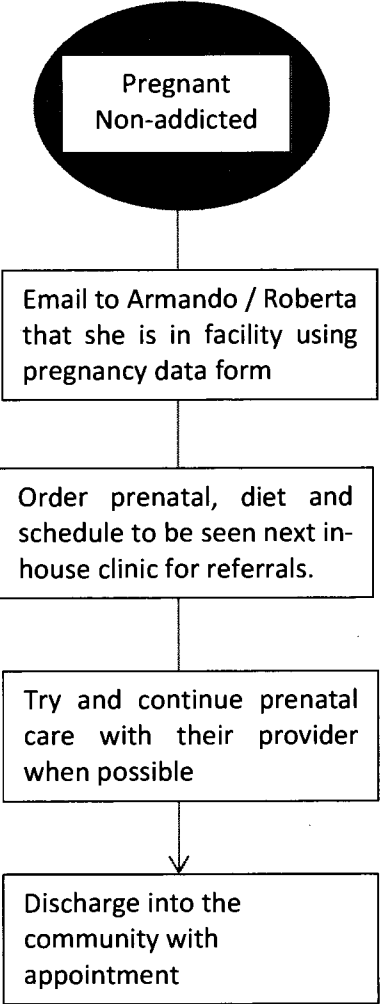 Pregnant
Non-addicted
Email to Armando / Roberta
that she is in facility using
pregnancy data form
Order prenatal, diet and
schedule to be seen next in-
house clinic for referrals.
Try and continue prenatal
care with their provider
when possible
Discharge into the
community with
appointment